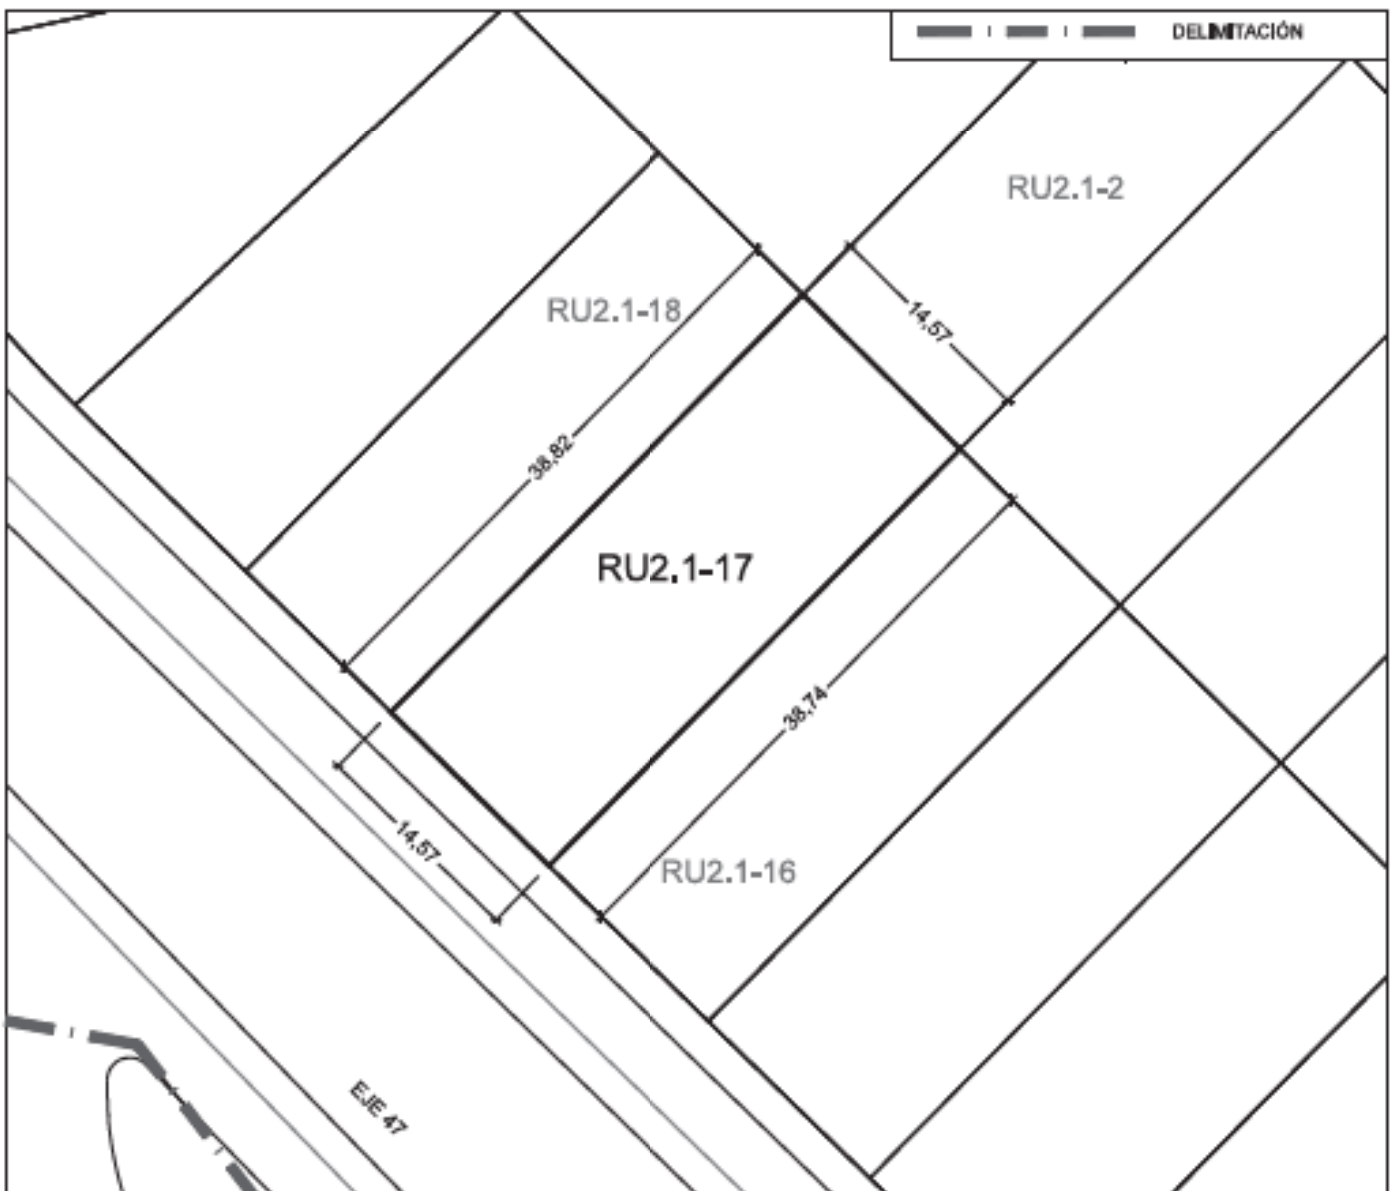 DELIMITACIÓN
RU2.1-2
RU2.1-18
14,57
38,82
RU2.1-17
38,74
14,57
RU2.1-16
EJE 47